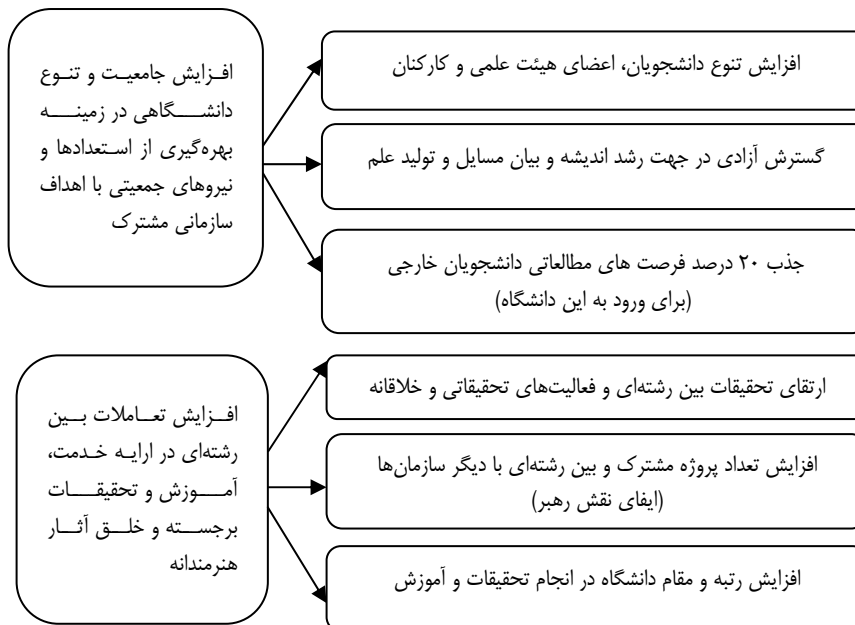 افزایش جامعیت و تنوع
دانشگاهی در زمینه
بهره‌گیری از استعدادها و
نیروهای جمعیتی با اهداف
سازمانی مشترک
افزایش تنوع دانشجویان، اعضای هیئت علمی و کارکنان
گسترش آزادی در جهت رشد اندیشه و بیان مسایل و تولید علم
جذب ۲۰ درصد فرصت های مطالعاتی دانشجویان خارجی
(برای ورود به این دانشگاه)
افزایش تعاملات بین
رشته‌ای در ارایه خدمت،
آموزش و تحقیقات
برجسته و خلق آثار
هنرمندانه
ارتقای تحقیقات بین رشته‌ای و فعالیت‌های تحقیقاتی و خلاقانه
افزایش تعداد پروژه مشترک و بین رشته‌ای با دیگر سازمان‌ها
(ایفای نقش رهبر)
افزایش رتبه و مقام دانشگاه در انجام تحقیقات و آموزش